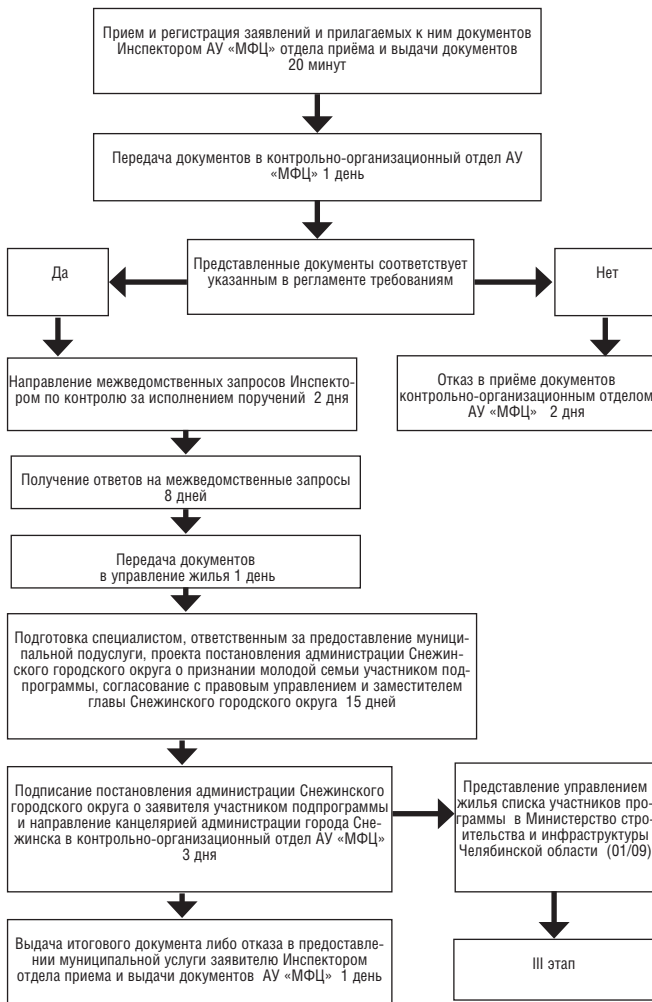 Прием и регистрация заявлений и прилагаемых к ним документов
Инспектором АУ «МФЦ» отдела приёма и выдачи документов
20 минут
Передача документов в контрольно-организационный отдел АУ
«МФЦ» 1 день
Да
Представленные документы соответствует
указанным в регламенте требованиям
Нет
Направление межведомственных запросов Инспекто-
ром по контролю за исполнением поручений 2 дня
Отказ в приёме документов
контрольно-организационным отделом
АУ «МФЦ» 2 дня
Получение ответов на межведомственные запросы
8 дней
Передача документов
в управление жилья 1 день
Подготовка специалистом, ответственным за предоставление муници-
пальной подуслуги, проекта постановления администрации Снежин-
ского городского округа о признании молодой семьи участником под-
программы, согласование с правовым управлением и заместителем
главы Снежинского городского округа 15 дней
Подписание постановления администрации Снежинского
городского округа о заявителя участником подпрограммы
и направление канцелярией администрации города Сне-
жинска в контрольно-организационный отдел АУ «МФЦ»
3 дня
Представление управлением
жилья списка участников про-
граммы в Министерство стро-
ительства и инфраструктуры
Челябинской области (01/09)
Выдача итогового документа либо отказа в предоставле-
нии муниципальной услуги заявителю Инспектором
отдела приема и выдачи документов АУ «МФЦ» 1 день
III этап